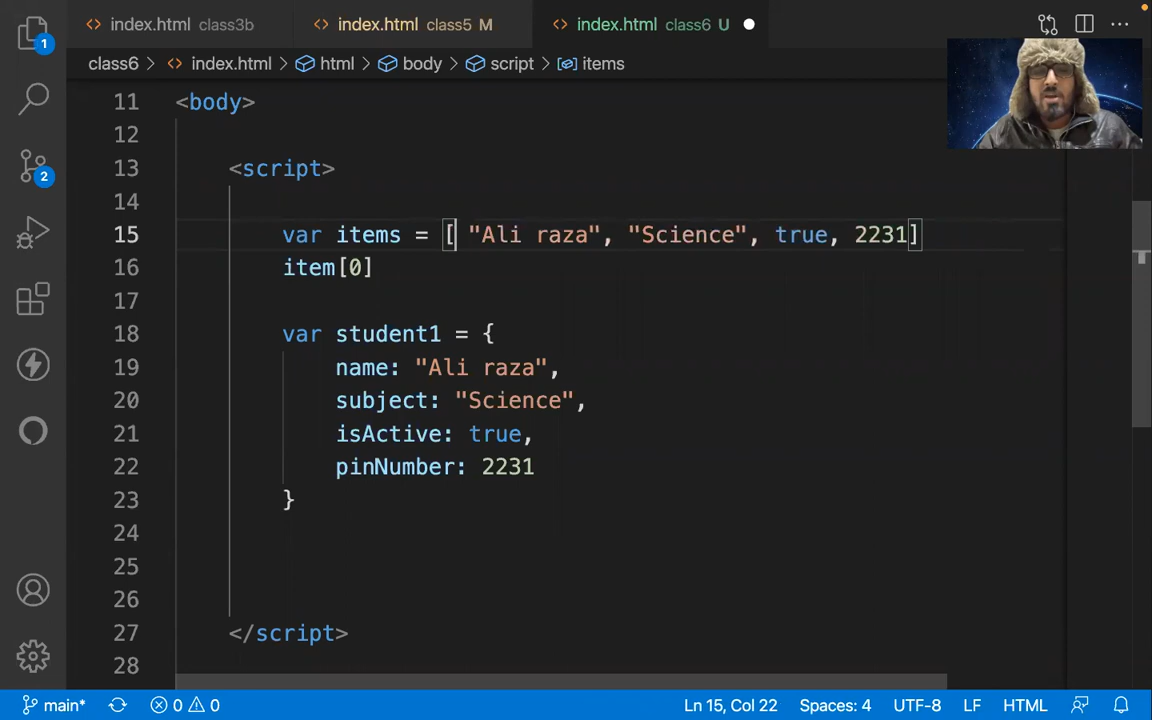 index.html class3b
index.html class5 M
index.html class6 U
class6 > index.html > html > body > script > items
1
2
11 <body>
12
13 <script>
14
15 var items = [ "Ali raza", "Science", true, 2231]
16 item[0]
17
18 var student1 = {
19 name: "Ali raza",
20 subject: "Science",
21 isActive: true,
22 pinNumber: 2231
23 }
24
25
26
27 </script>
28
main* 0 0 Ln 15, Col 22 Spaces: 4 UTF-8 LF HTML